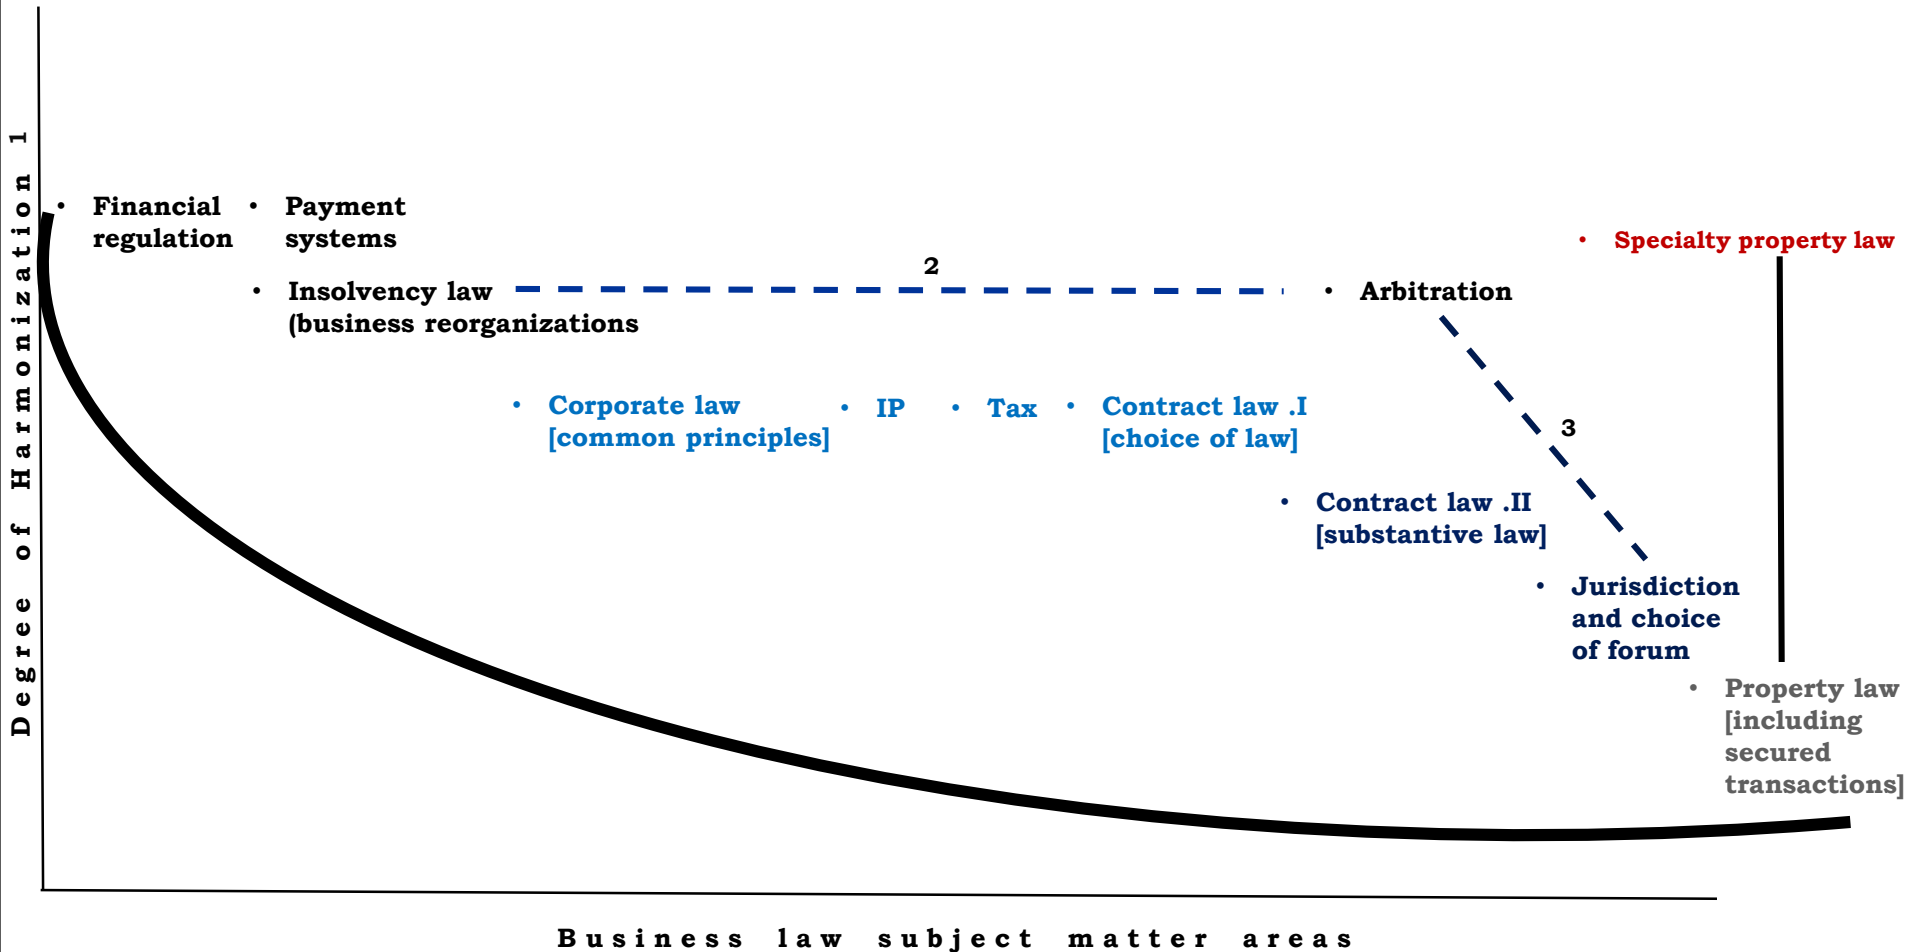 Degree of Harmonization 1
• Financial
regulation
• Payment
systems
• Insolvency law
(business reorganizations
2
• Arbitration
• Specialty property law
• Corporate law
[common principles]
• IP
• Tax
• Contract law .I
[choice of law]
3
• Contract law .II
[substantive law]
• Jurisdiction
and choice
of forum
• Property law
[including
secured
transactions]
Business law subject matter areas